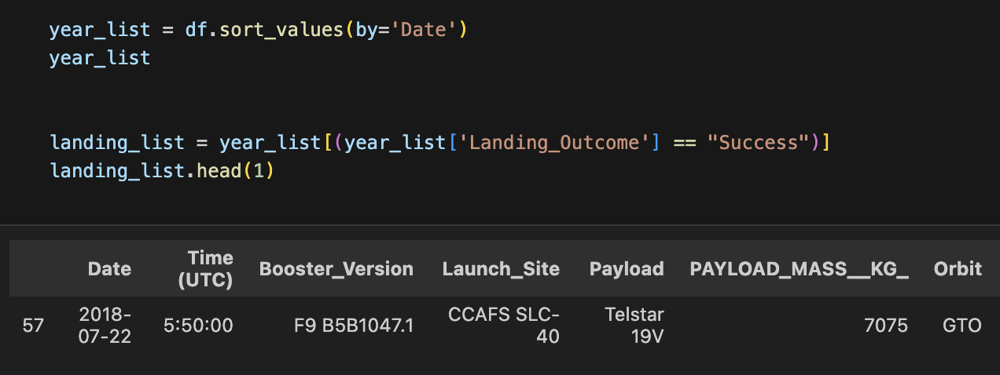 year_list = df.sort_values(by='Date')
year_list
landing_list = year_list[(year_list['Landing_Outcome'] == "Success")]
landing_list.head(1)
Date Time (UTC) Booster_Version Launch_Site Payload PAYLOAD_MASS__KG_ Orbit
57 2018-07-22 5:50:00 F9 B5B1047.1 CCAFS SLC-40 Telstar 19V 7075 GTO